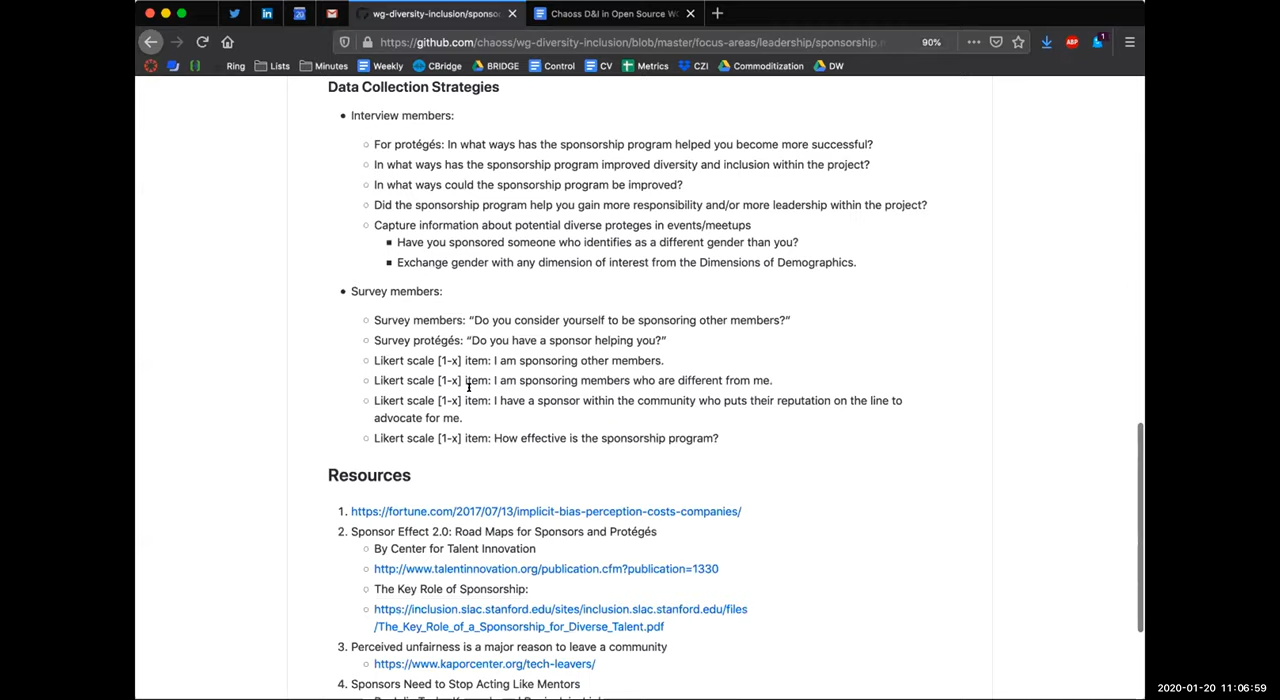 wg-diversity-inclusion/sponso
Chaoss D&I in Open Source W
https://github.com/chaoss/wg-diversity-inclusion/blob/master/focus-areas/leadership/sponsorship.
90%
1
Ring
Lists
Minutes
Weekly
CBridge
BRIDGE
Control
CV
Metrics
CZI
Commoditization
DW
Data Collection Strategies
Interview members:
For protégés: In what ways has the sponsorship program helped you become more successful?
In what ways has the sponsorship program improved diversity and inclusion within the project?
In what ways could the sponsorship program be improved?
Did the sponsorship program help you gain more responsibility and/or more leadership within the project?
Capture information about potential diverse proteges in events/meetups
Have you sponsored someone who identifies as a different gender than you?
Exchange gender with any dimension of interest from the Dimensions of Demographics.
Survey members:
Survey members: “Do you consider yourself to be sponsoring other members?”
Survey protégés: “Do you have a sponsor helping you?”
Likert scale [1-x] item: I am sponsoring other members.
Likert scale [1-x] item: I am sponsoring members who are different from me.
Likert scale [1-x] item: I have a sponsor within the community who puts their reputation on the line to
advocate for me.
Likert scale [1-x] item: How effective is the sponsorship program?
Resources
1. https://fortune.com/2017/07/13/implicit-bias-perception-costs-companies/
2. Sponsor Effect 2.0: Road Maps for Sponsors and Protégés
By Center for Talent Innovation
http://www.talentinnovation.org/publication.cfm?publication=1330
The Key Role of Sponsorship:
https://inclusion.slac.stanford.edu/sites/inclusion.slac.stanford.edu/files
/The_Key_Role_of_a_Sponsorship_for_Diverse_Talent.pdf
3. Perceived unfairness is a major reason to leave a community
https://www.kaporcenter.org/tech-leavers/
4. Sponsors Need to Stop Acting Like Mentors
2020-01-20 11:06:59